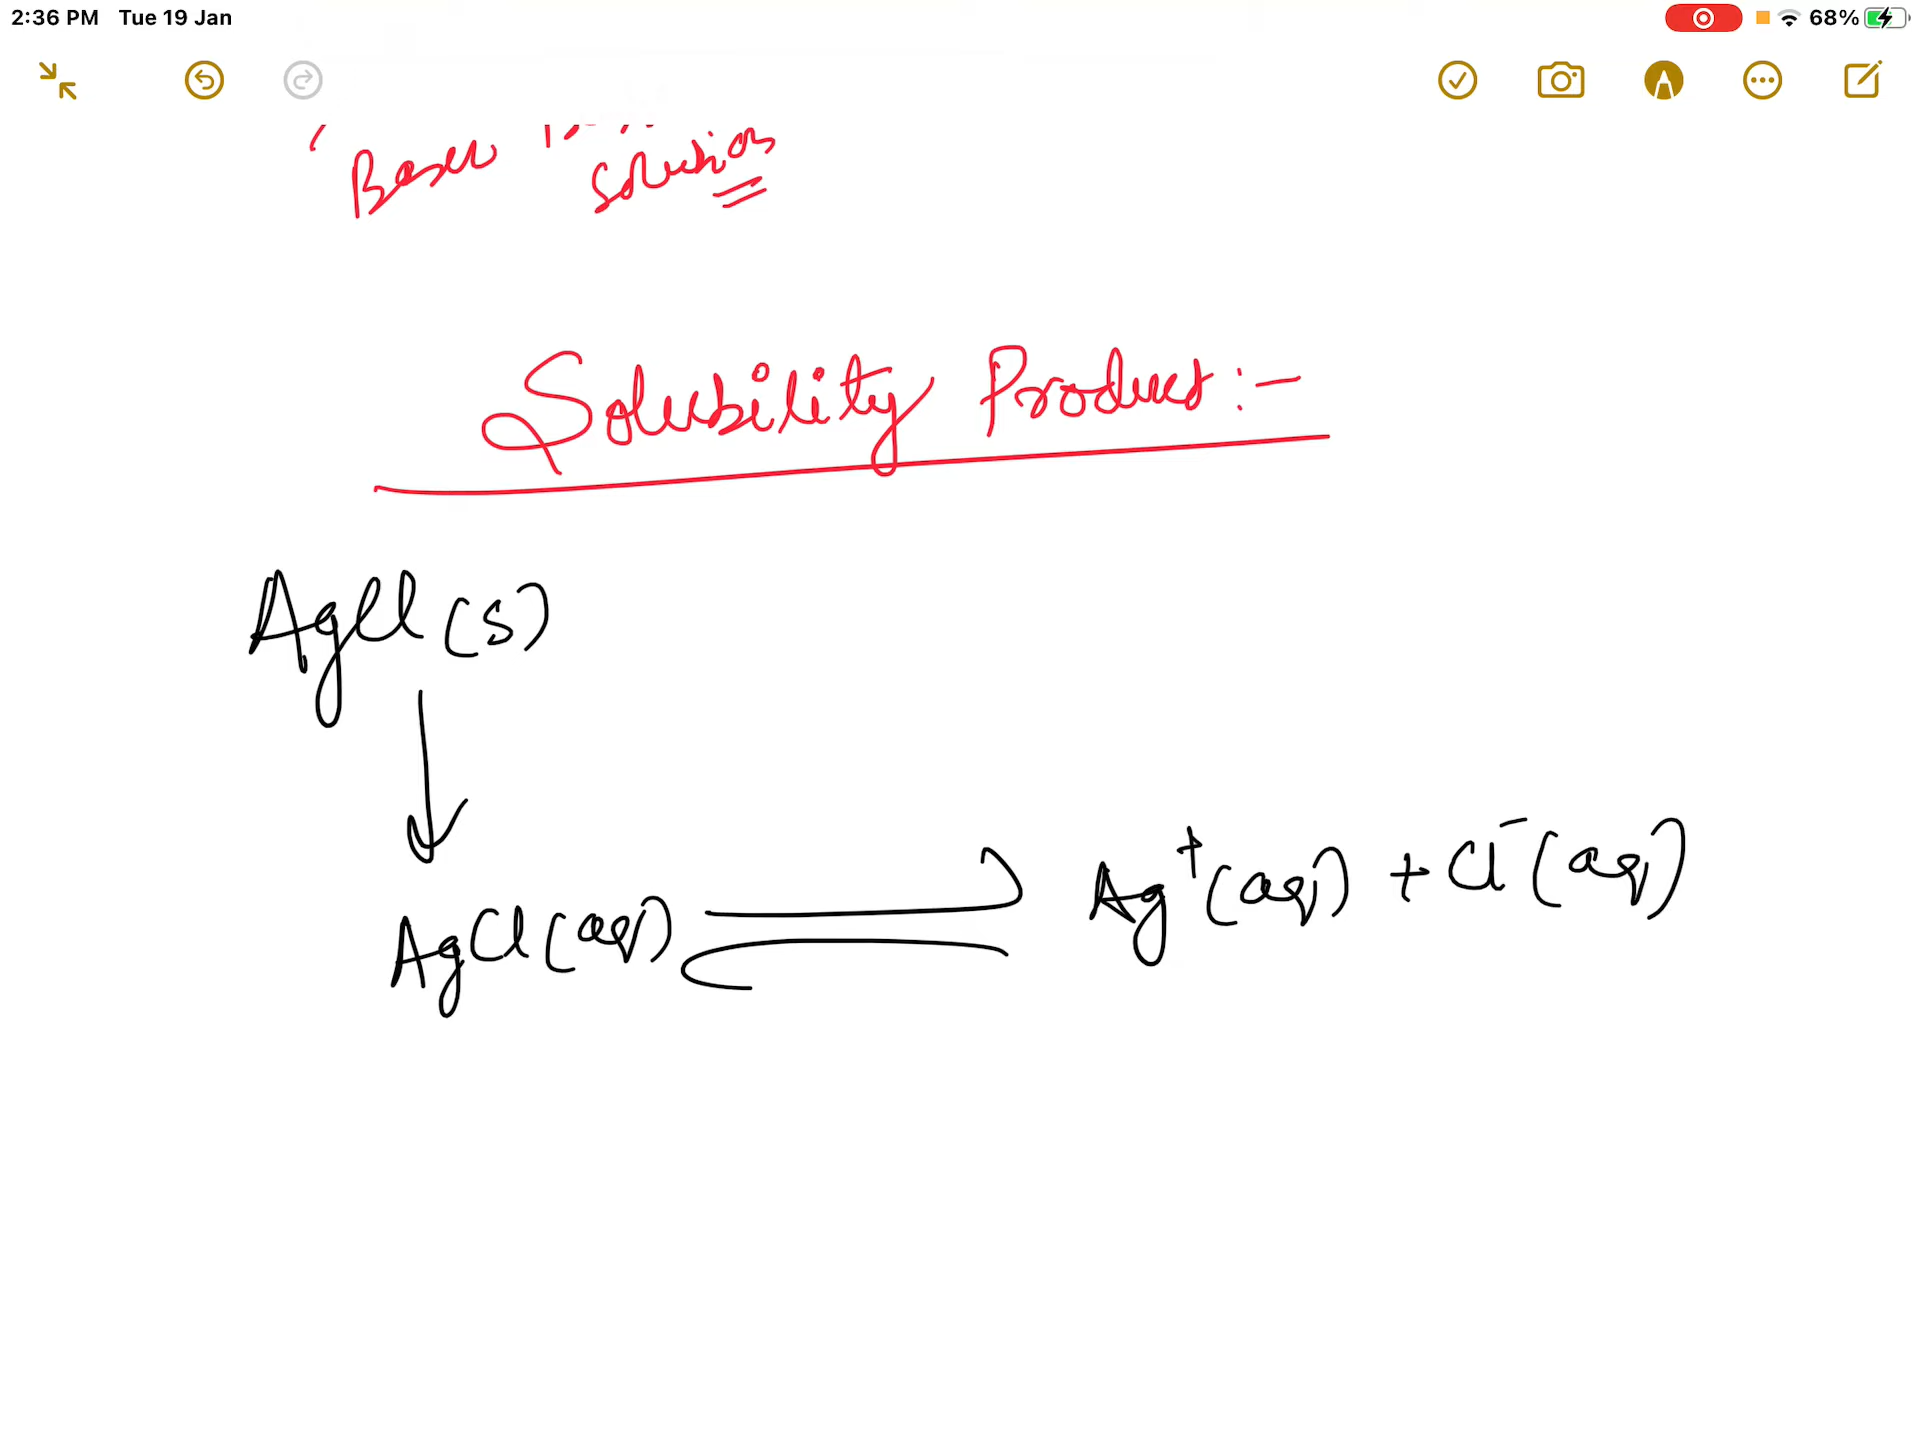 2:36 PM Tue 19 Jan 68%
solution
Solubility Product :-
AgCl (s)
AgCl (aq) ⇌ Ag⁺ (aq) + Cl⁻ (aq)